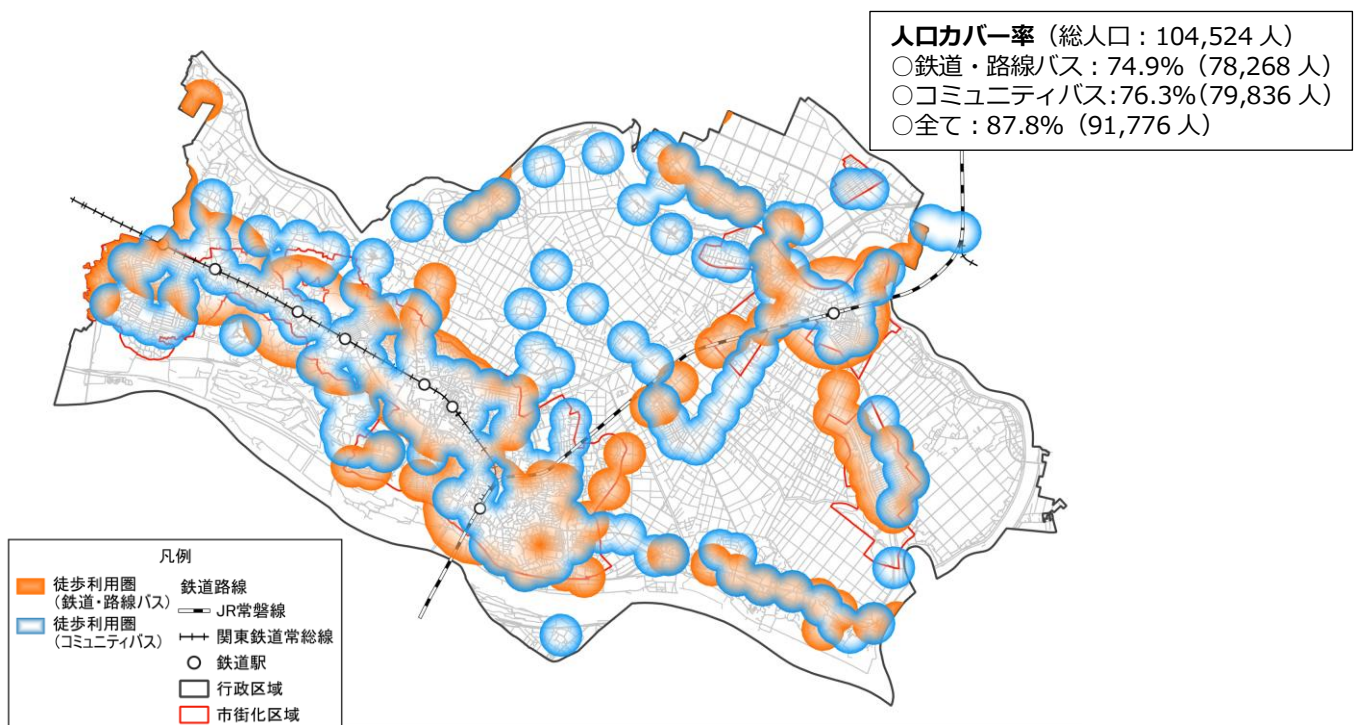 人口カバー率（総人口：104,524 人）
○鉄道・路線バス：74.9%（78,268 人）
○コミュニティバス:76.3%(79,836 人）
○全て：87.8%（91,776 人）
凡例
徒歩利用圏
（鉄道・路線バス）
徒歩利用圏
（コミュニティバス）
鉄道路線
JR常磐線
関東鉄道常総線
鉄道駅
行政区域
市街化区域